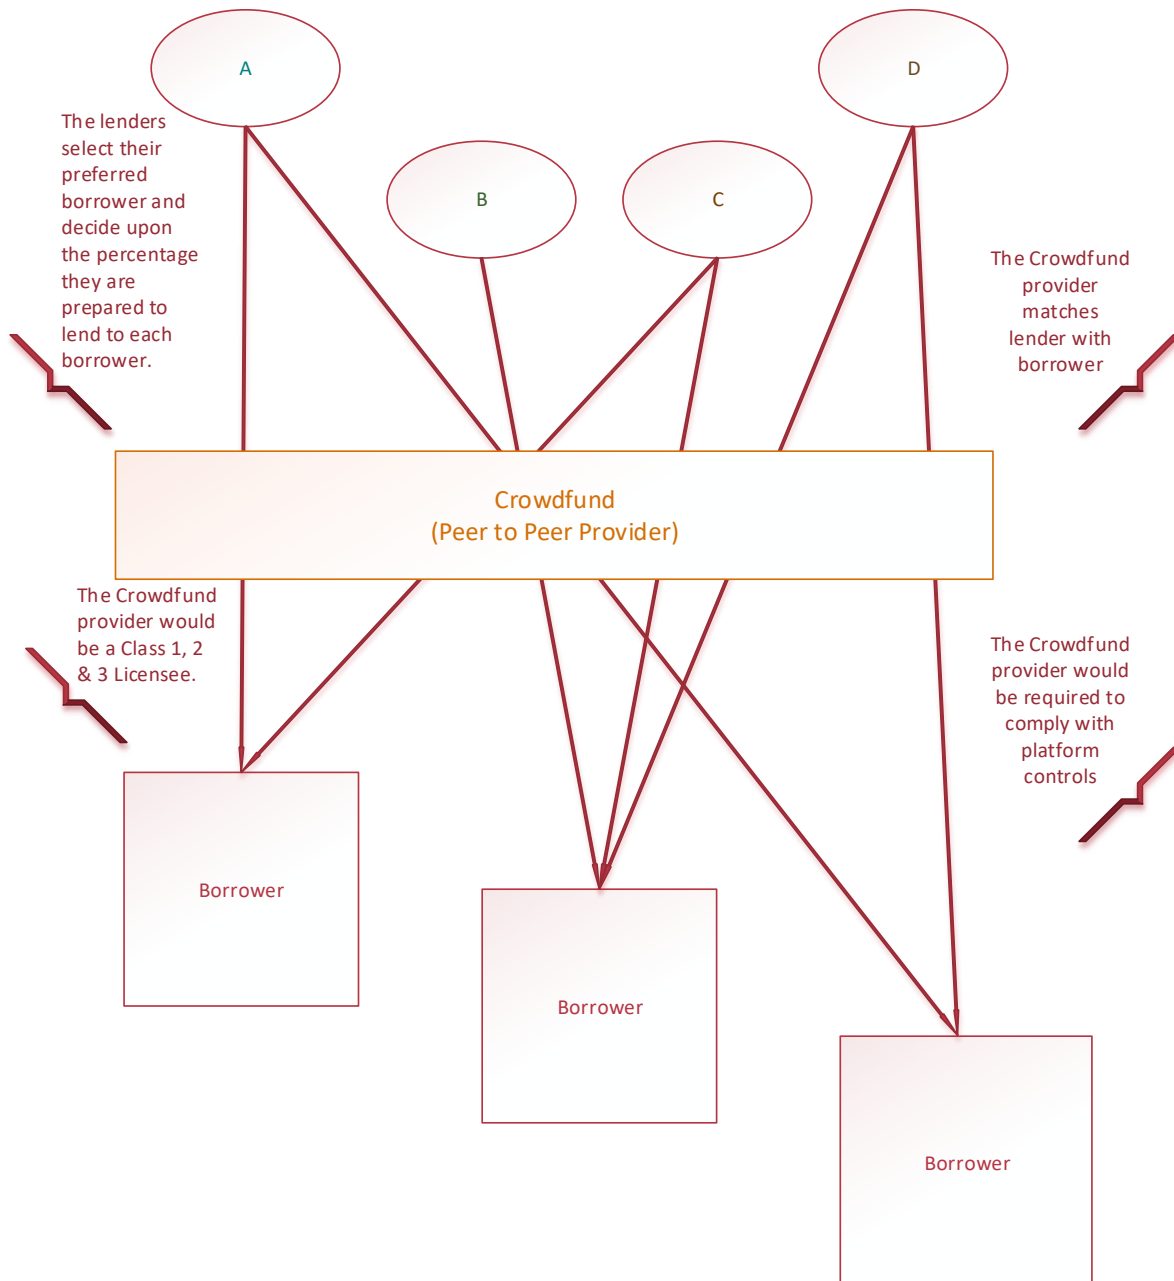 A
D
The lenders
select their
preferred
borrower and
decide upon
the percentage
they are
prepared to
lend to each
borrower.
B
C
The Crowdfund
provider
matches
lender with
borrower
Crowdfund
(Peer to Peer Provider)
The Crowdfund
provider would
be a Class 1, 2
& 3 Licensee.
The Crowdfund
provider would
be required to
comply with
platform
controls
Borrower
Borrower
Borrower